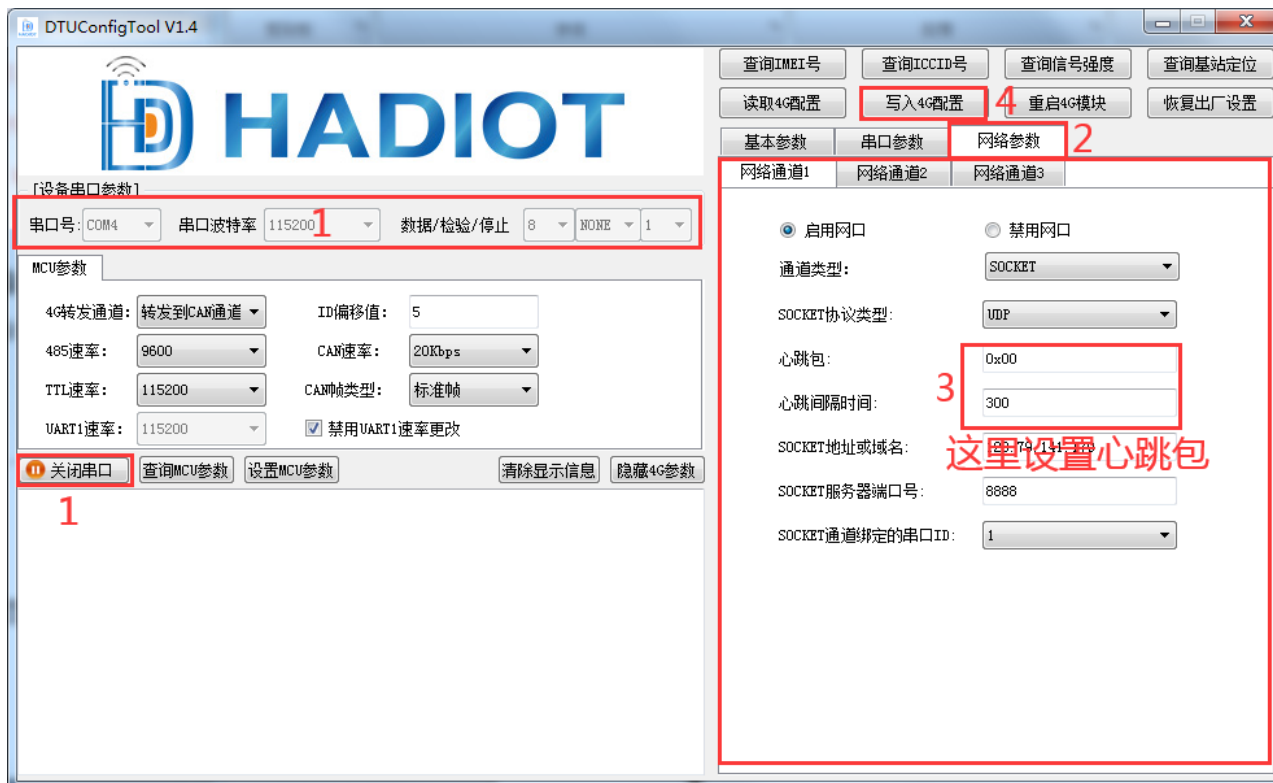 DTUConfigTool V1.4
HADIOT
查询IMEI号 查询ICCID号 查询信号强度 查询基站定位
读取4G配置 写入4G配置 4 重启4G模块 恢复出厂设置
基本参数 串口参数 网络参数 2
网络通道1 网络通道2 网络通道3
[设备串口参数]
串口号: COM4 串口波特率 115200 1 数据/检验/停止 8 NONE 1
MCU参数
4G转发通道: 转发到CAN通道 ID偏移值: 5
485速率: 9600 CAN速率: 20Kbps
TTL速率: 115200 CAN帧类型: 标准帧
UART1速率: 115200 禁用UART1速率更改
关闭串口 查询MCU参数 设置MCU参数 清除显示信息 隐藏4G参数
1
启用网口 禁用网口
通道类型: SOCKET
SOCKET协议类型: UDP
心跳包: 0x00
3
心跳间隔时间: 300
SOCKET地址或域名:
这里设置心跳包
SOCKET服务器端口号: 8888
SOCKET通道绑定的串口ID: 1